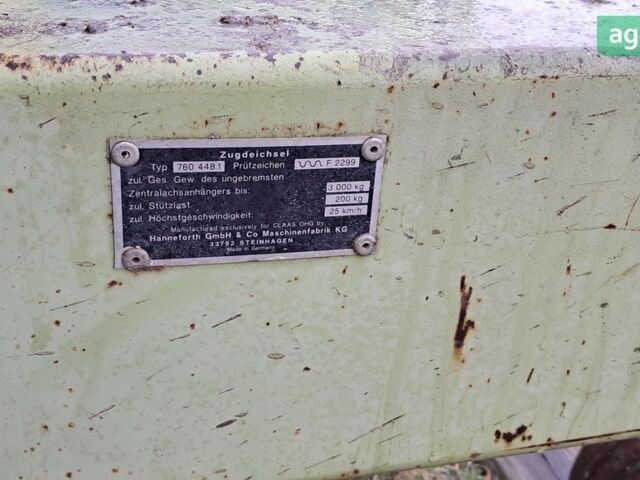 ag
Zugdeichsel
Typ 760 448.1 Prüfzeichen F 2299
zul. Ges. Gew. des ungebremsten
Zentralachsanhängers bis: 3.000 kg
zul. Stützlast: 200 kg
zul. Höchstgeschwindigkeit: 25 km/h
Manufactured exclusively for CLAAS OHG by
Hanneforth GmbH & Co Maschinenfabrik KG
33792 STEINHAGEN
Made in Germany